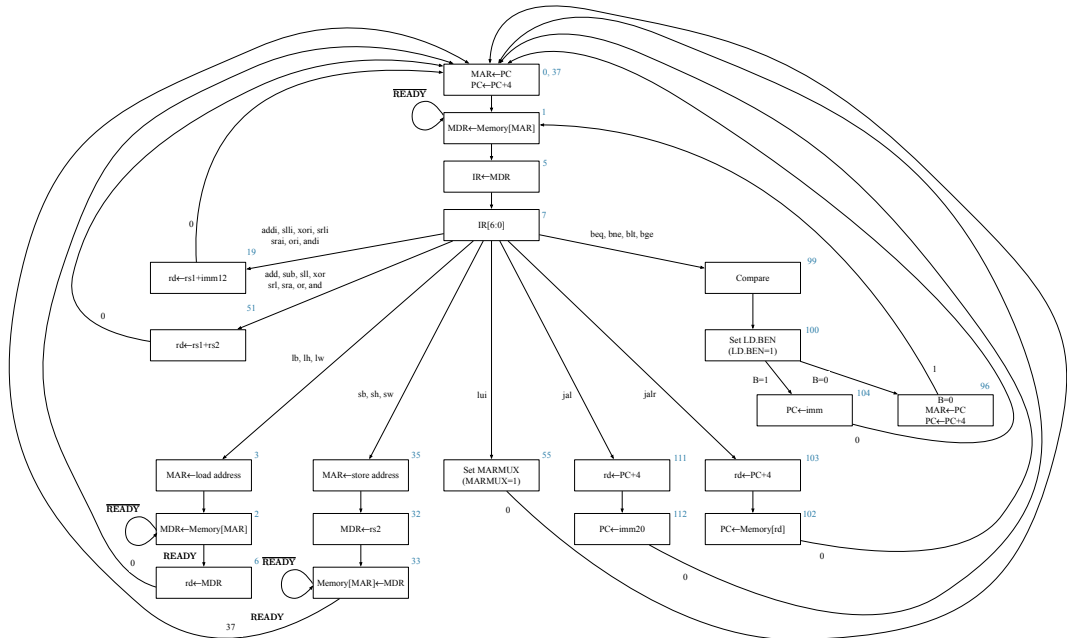 MAR←PC
PC←PC+4
0, 37
READY
MDR←Memory[MAR]
1
IR←MDR
5
IR[6:0]
7
addi, slli, xori, srli
srai, ori, andi
beq, bne, blt, bge
0
19
rd←rs1+imm12
add, sub, sll, xor
srl, sra, or, and
99
Compare
51
0
rd←rs1+rs2
100
Set LD.BEN
(LD.BEN=1)
lb, lh, lw
sb, sh, sw
lui
jal
jalr
B=1
B=0
1
104
PC←imm
96
B=0
MAR←PC
PC←PC+4
0
3
MAR←load address
35
MAR←store address
55
Set MARMUX
(MARMUX=1)
111
rd←PC+4
103
rd←PC+4
READY
2
MDR←Memory[MAR]
32
MDR←rs2
0
112
PC←imm20
102
PC←Memory[rd]
READY
0
6
rd←MDR
READY
33
Memory[MAR]←MDR
0
0
READY
37